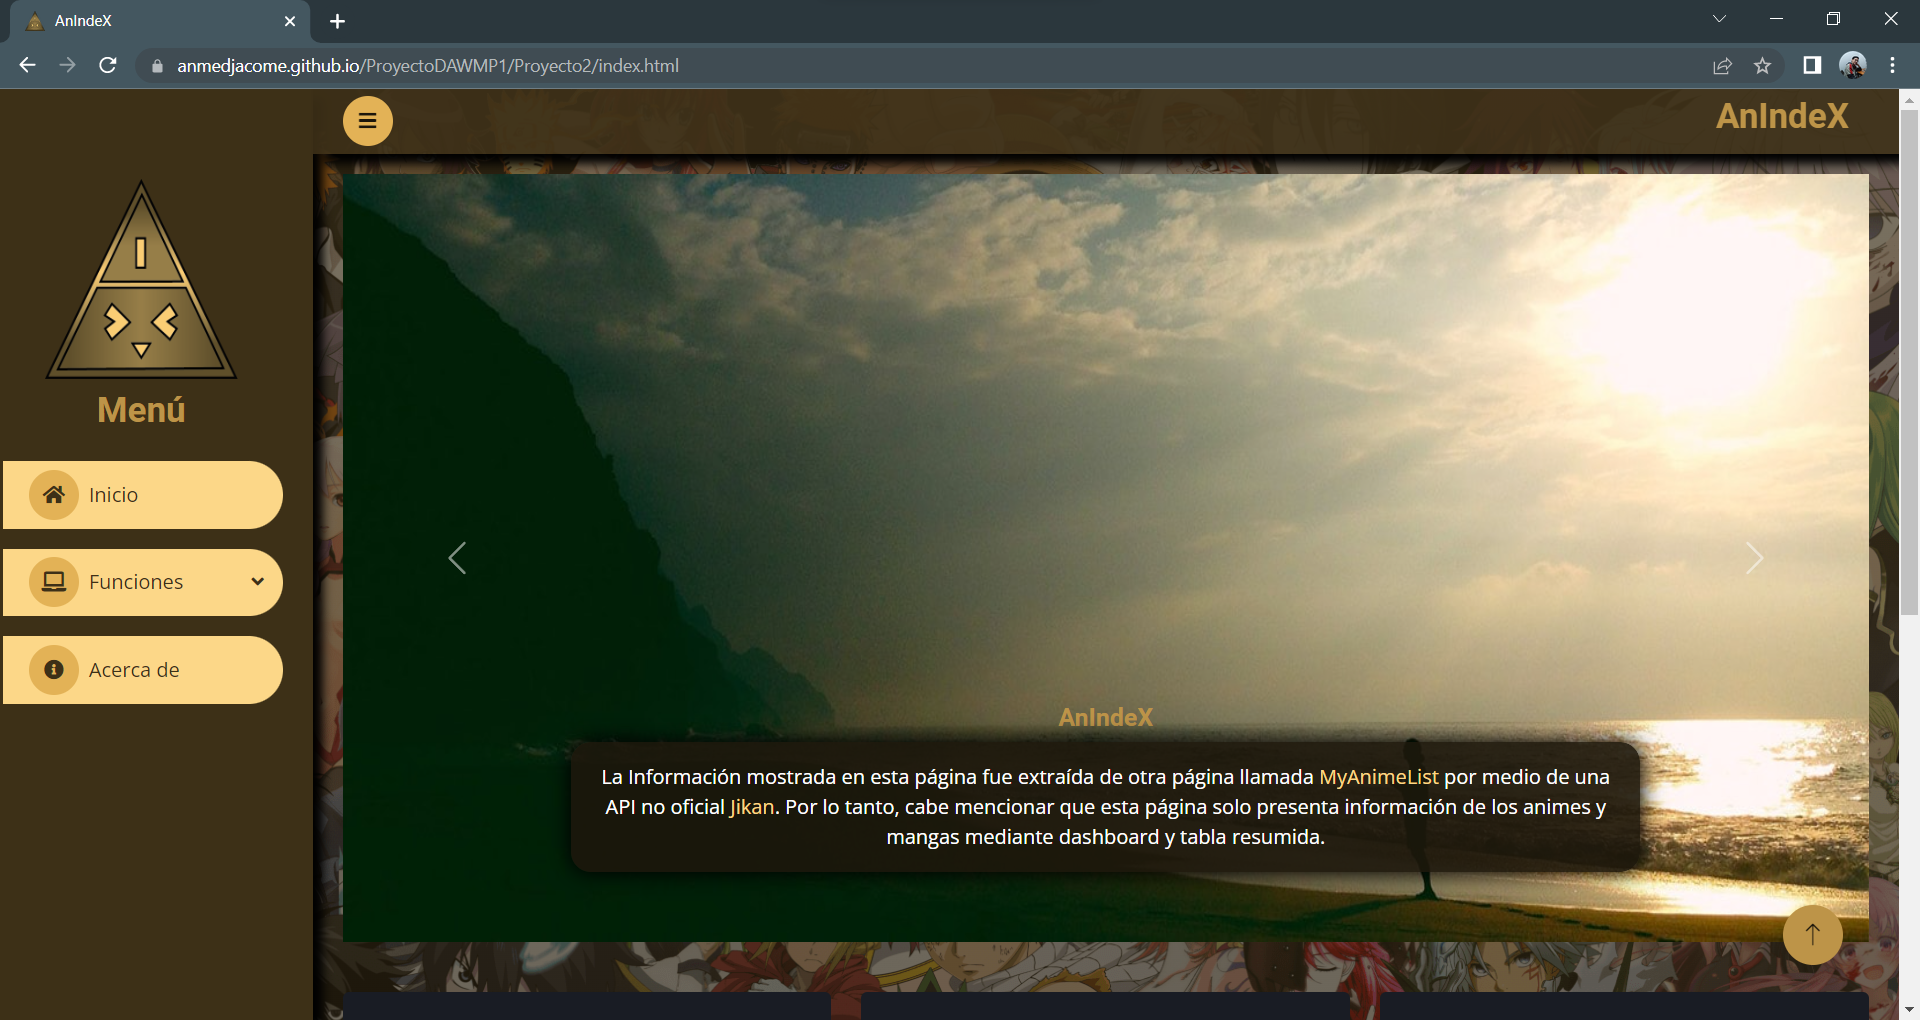 AnIndeX
anmedjacome.github.io/ProyectoDAWMP1/Proyecto2/index.html
AnIndeX
Menú
Inicio
Funciones
Acerca de
AnIndeX
La Información mostrada en esta página fue extraída de otra página llamada MyAnimeList por medio de una
API no oficial Jikan. Por lo tanto, cabe mencionar que esta página solo presenta información de los animes y
mangas mediante dashboard y tabla resumida.